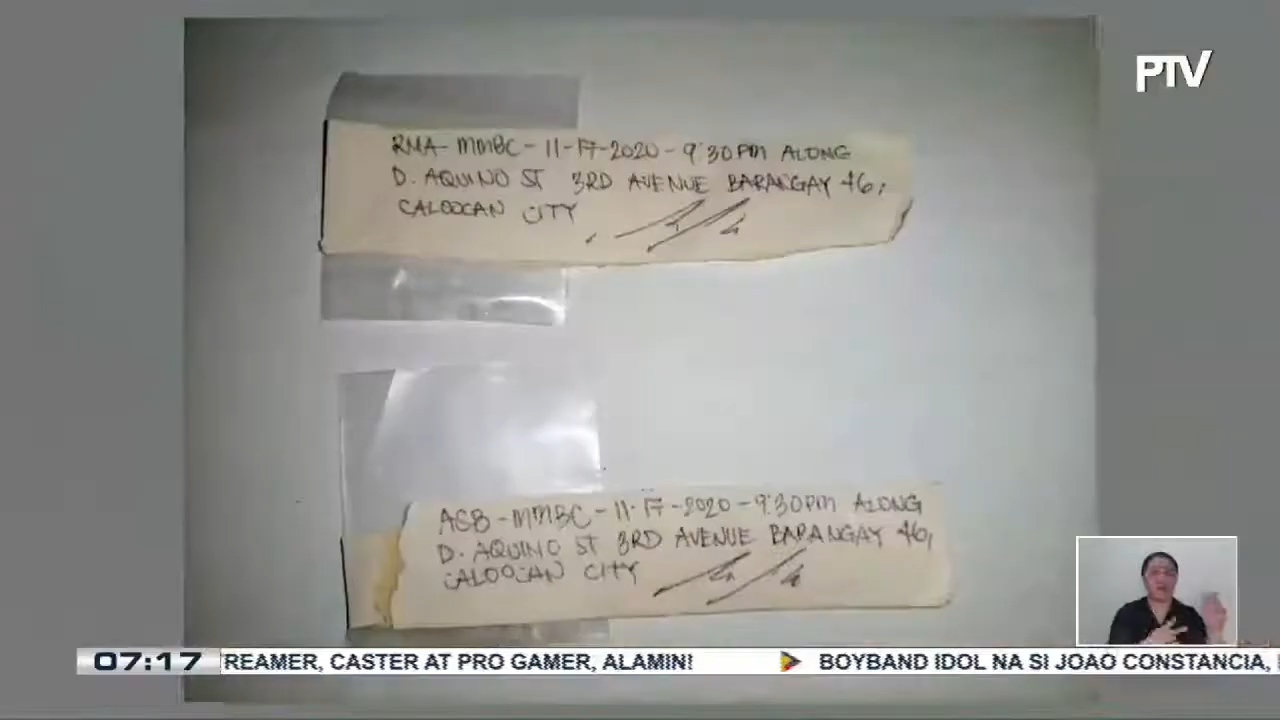 PTV
RMA-MMBC-11-17-2020-9:30PM ALONG
D. AQUINO ST 3RD AVENUE BARANGAY 46,
CALOOCAN CITY
ASB-MMBC-11-17-2020-9:30PM ALONG
D. AQUINO ST 3RD AVENUE BARANGAY 46,
CALOOCAN CITY
07:17 REAMER, CASTER AT PRO GAMER, ALAMIN! BOYBAND IDOL NA SI JOAO CONSTANCIA,